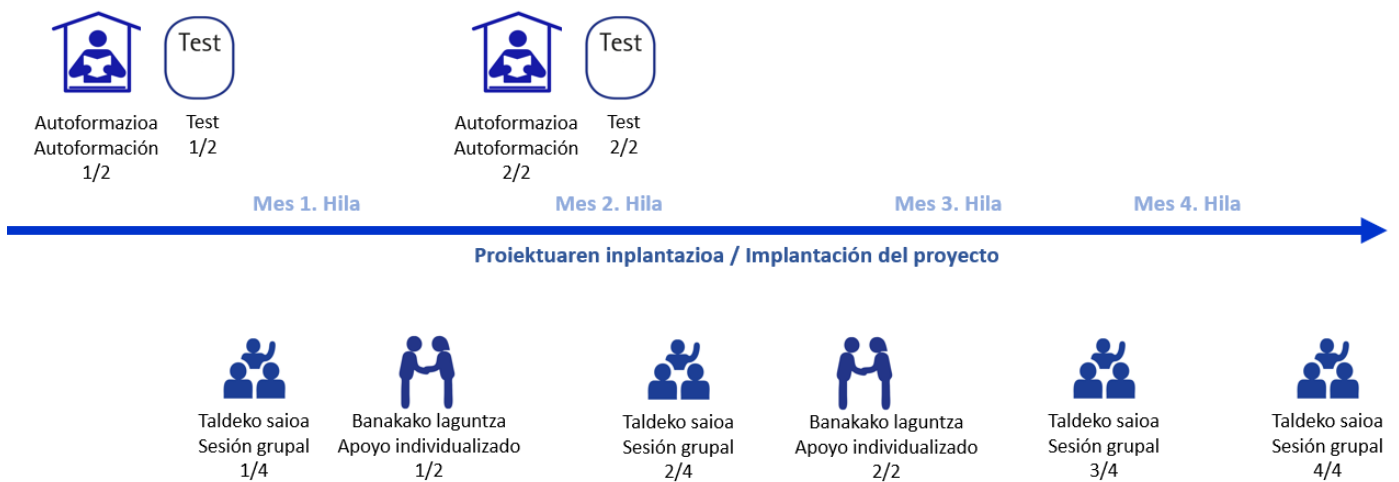 Test
Test
Autoformazioa
Autoformación
1/2
Test
1/2
Autoformazioa
Autoformación
2/2
Test
2/2
Mes 1. Hila
Mes 2. Hila
Mes 3. Hila
Mes 4. Hila
Proiektuaren inplantazioa / Implantación del proyecto
Taldeko saioa
Sesión grupal
1/4
Banakako laguntza
Apoyo individualizado
1/2
Taldeko saioa
Sesión grupal
2/4
Banakako laguntza
Apoyo individualizado
2/2
Taldeko saioa
Sesión grupal
3/4
Taldeko saioa
Sesión grupal
4/4